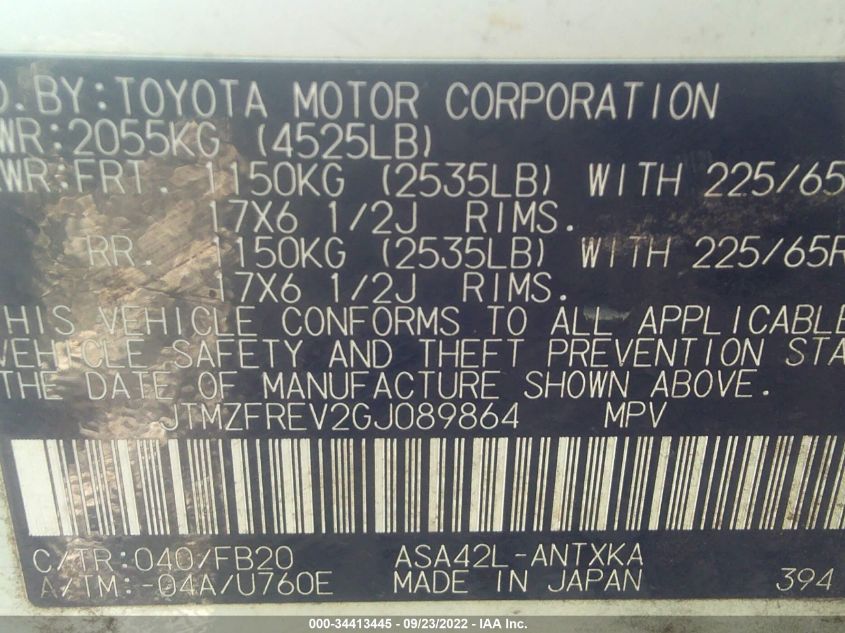 D.BY:TOYOTA MOTOR CORPORATION
WR:2055KG (4525LB)
WR:FRT. 1150KG (2535LB) WITH 225/65
17X6 1/2J RIMS.
RR. 1150KG (2535LB) WITH 225/65R
17X6 1/2J RIMS.
HIS VEHICLE CONFORMS TO ALL APPLICABLE
VEHICLE SAFETY AND THEFT PREVENTION STA
THE DATE OF MANUFACTURE SHOWN ABOVE.
JTMZFREV2GJ089864 MPV
C/TR:040/FB20 ASA42L-ANTXKA
A/TM:-04A/U760E MADE IN JAPAN 394
000-34413445 - 09/23/2022 - IAA Inc.